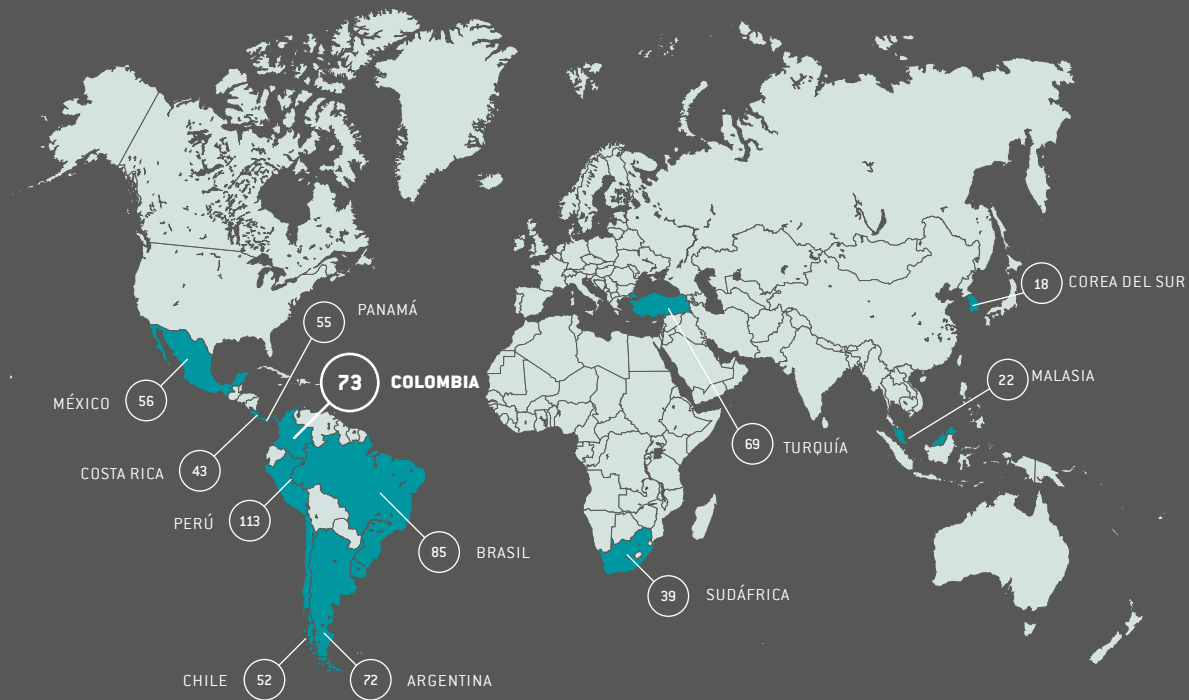 18 COREA DEL SUR
PANAMÁ
55
22 MALASIA
73 COLOMBIA
MÉXICO 56
69 TURQUÍA
COSTA RICA 43
PERÚ 113
85 BRASIL
39 SUDÁFRICA
CHILE 52
72 ARGENTINA